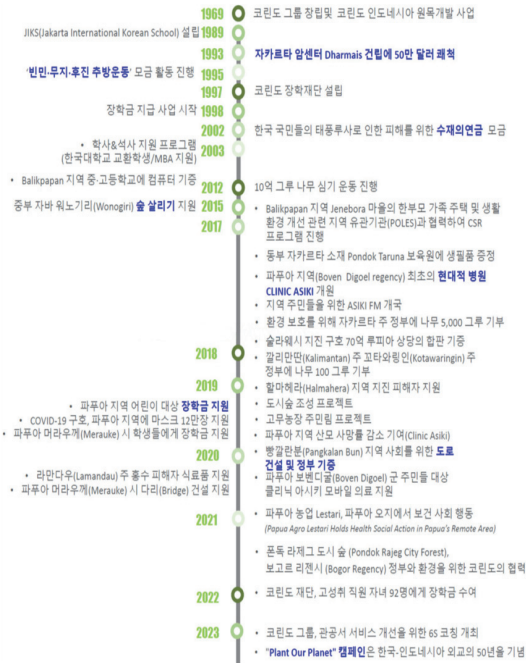 1969
코린도 그룹 창립및 코린도 인도네시아 원목개발 사업
JIKS(Jakarta International Korean School) 설립
1989
1993
자카르타 암센터 Dharmais 건립에 50만 달러 쾌척
'빈민·무지·후진 추방운동' 모금 활동 진행
1995
1997
코린도 장학재단 설립
장학금 지급 사업 시작
1998
2002
한국 국민들의 태풍루사로 인한 피해를 위한 수재의연금 모금
• 학사&석사 지원 프로그램
(한국대학교 교환학생/MBA 지원)
2003
• Balikpapan 지역 중·고등학교에 컴퓨터 기증
2012
10억 그루 나무 심기 운동 진행
중부 자바 워노기리(Wonogiri) 숲 살리기 지원
2015
2017
• Balikpapan 지역 Jenebora 마을의 한부모 가족 주택 및 생활
환경 개선 관련 지역 유관기관(POLES)과 협력하여 CSR
프로그램 진행
• 동부 자카르타 소재 Pondok Taruna 보육원에 생필품 증정
• 파푸아 지역(Boven Digoel regency) 최초의 현대적 병원
CLINIC ASIKI 개원
• 지역 주민들을 위한 ASIKI FM 개국
• 환경 보호를 위해 자카르타 주 정부에 나무 5,000 그루 기부
2018
• 술라웨시 지진 구호 70억 루피아 상당의 합판 기증
• 깔리만딴(Kalimantan) 주 꼬타와링인(Kotawaringin) 주
정부에 나무 100 그루 기부
2019
• 할마헤라(Halmahera) 지역 지진 피해자 지원
• 도시숲 조성 프로젝트
• 고무농장 주민림 프로젝트
• 파푸아 지역 어린이 대상 장학금 지원
• COVID-19 구호, 파푸아 지역에 마스크 12만장 지원
• 파푸아 머라우께(Merauke) 시 학생들에게 장학금 지원
2020
• 파푸아 지역 산모 사망률 감소 기여(Clinic Asiki)
• 빵깔란분(Pangkalan Bun) 지역 사회를 위한 도로
건설 및 정부 기증
• 파푸아 보벤디굴(Boven Digoel) 군 주민들 대상
클리닉 아시키 모바일 의료 지원
• 라만다우(Lamandau) 주 홍수 피해자 식료품 지원
• 파푸아 머라우께(Merauke) 시 다리(Bridge) 건설 지원
2021
• 파푸아 농업 Lestari, 파푸아 오지에서 보건 사회 행동
(Papua Agro Lestari Holds Health Social Action in Papua's Remote Area)
• 폰독 라제그 도시 숲 (Pondok Rajeg City Forest),
보고르 리젠시 (Bogor Regency) 정부와 환경을 위한 코린도의 협력
2022
• 코린도 재단, 고성취 직원 자녀 92명에게 장학금 수여
2023
• 코린도 그룹, 관공서 서비스 개선을 위한 6S 코칭 개최
• "Plant Our Planet" 캠페인은 한국-인도네시아 외교의 50년을 기념